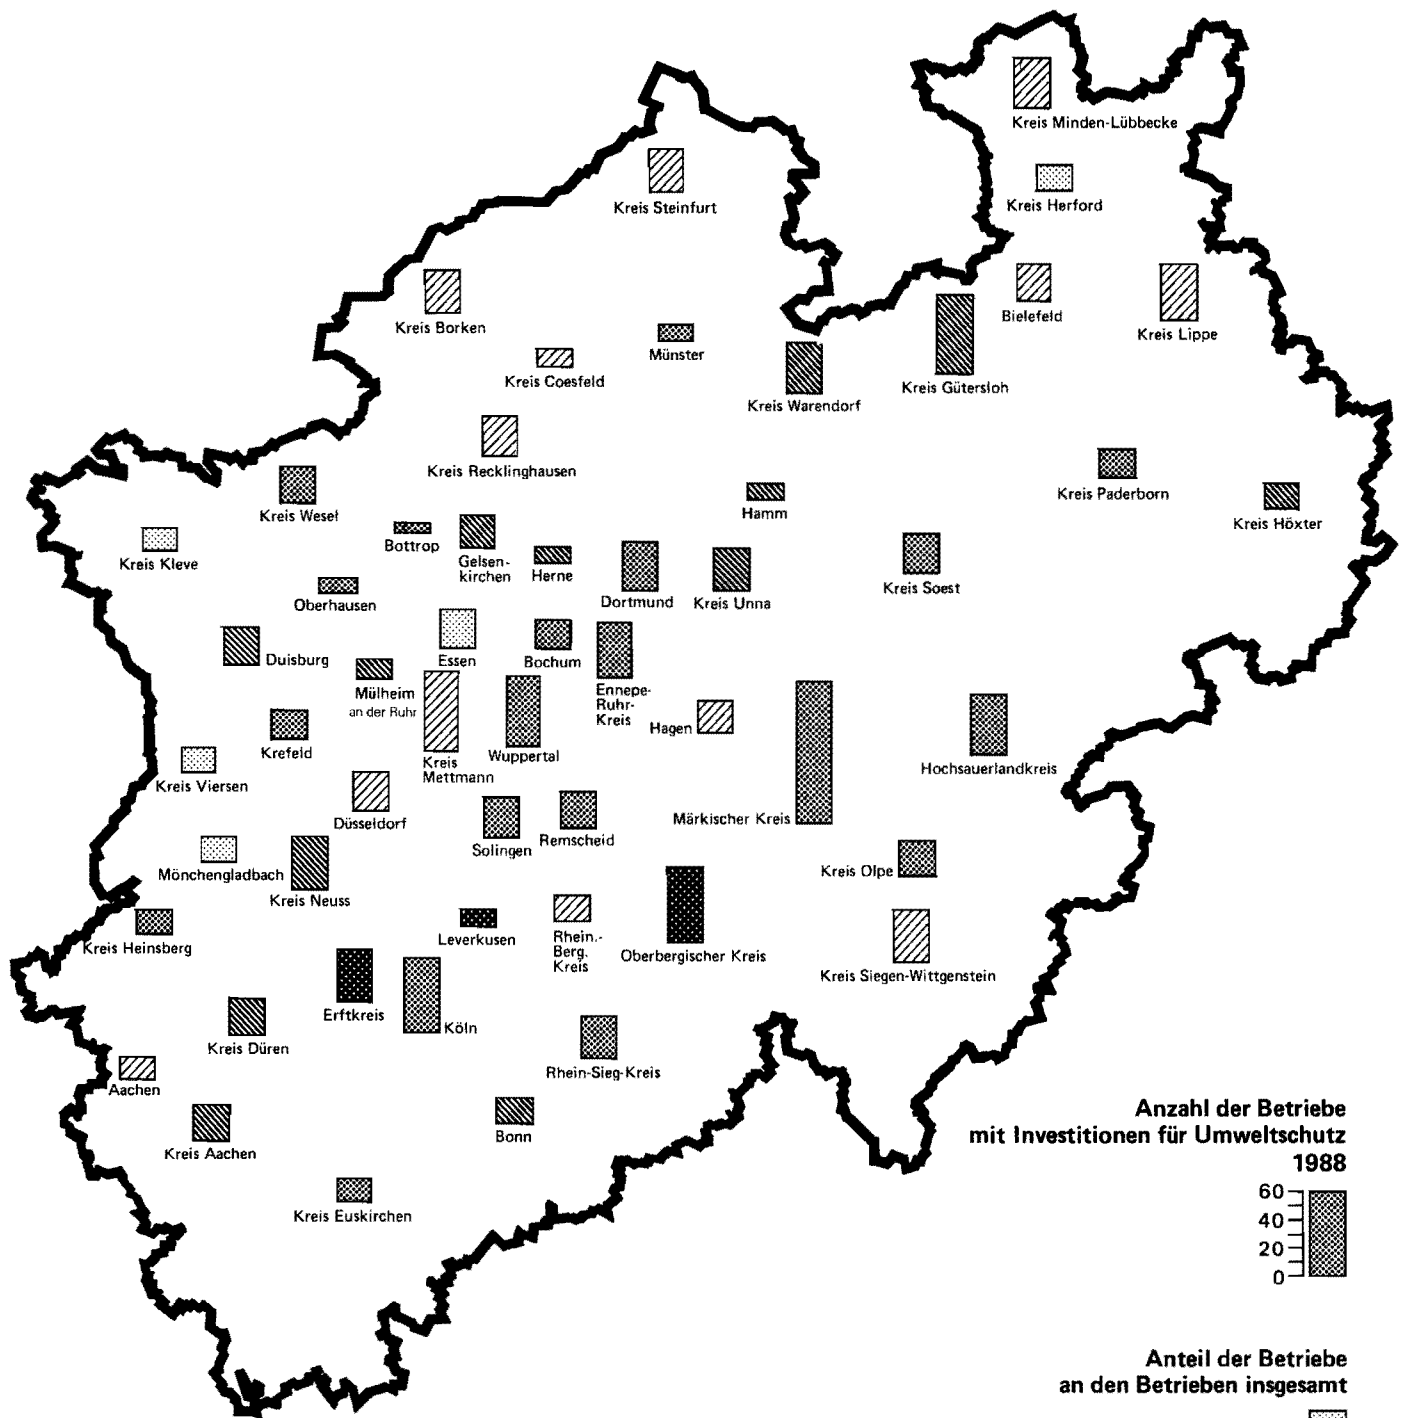 Kreis Minden-Lübbecke
Kreis Steinfurt
Kreis Herford
Kreis Borken
Bielefeld
Kreis Lippe
Münster
Kreis Coesfeld
Kreis Warendorf
Kreis Gütersloh
Kreis Recklinghausen
Kreis Paderborn
Kreis Wesel
Hamm
Kreis Höxter
Kreis Kleve
Bottrop
Gelsen-
kirchen
Herne
Kreis Soest
Oberhausen
Dortmund
Kreis Unna
Duisburg
Essen
Bochum
Mülheim
an der Ruhr
Ennepe-
Ruhr-
Kreis
Hagen
Krefeld
Kreis
Mettmann
Wuppertal
Hochsauerlandkreis
Kreis Viersen
Düsseldorf
Solingen
Remscheid
Märkischer Kreis
Mönchengladbach
Kreis Neuss
Kreis Olpe
Kreis Heinsberg
Leverkusen
Rhein.-
Berg.
Kreis
Oberbergischer Kreis
Kreis Siegen-Wittgenstein
Erftkreis
Köln
Kreis Düren
Rhein-Sieg-Kreis
Aachen
Bonn
Kreis Aachen
Kreis Euskirchen
Anzahl der Betriebe
mit Investitionen für Umweltschutz
1988
60
40
20
0
Anteil der Betriebe
an den Betrieben insgesamt